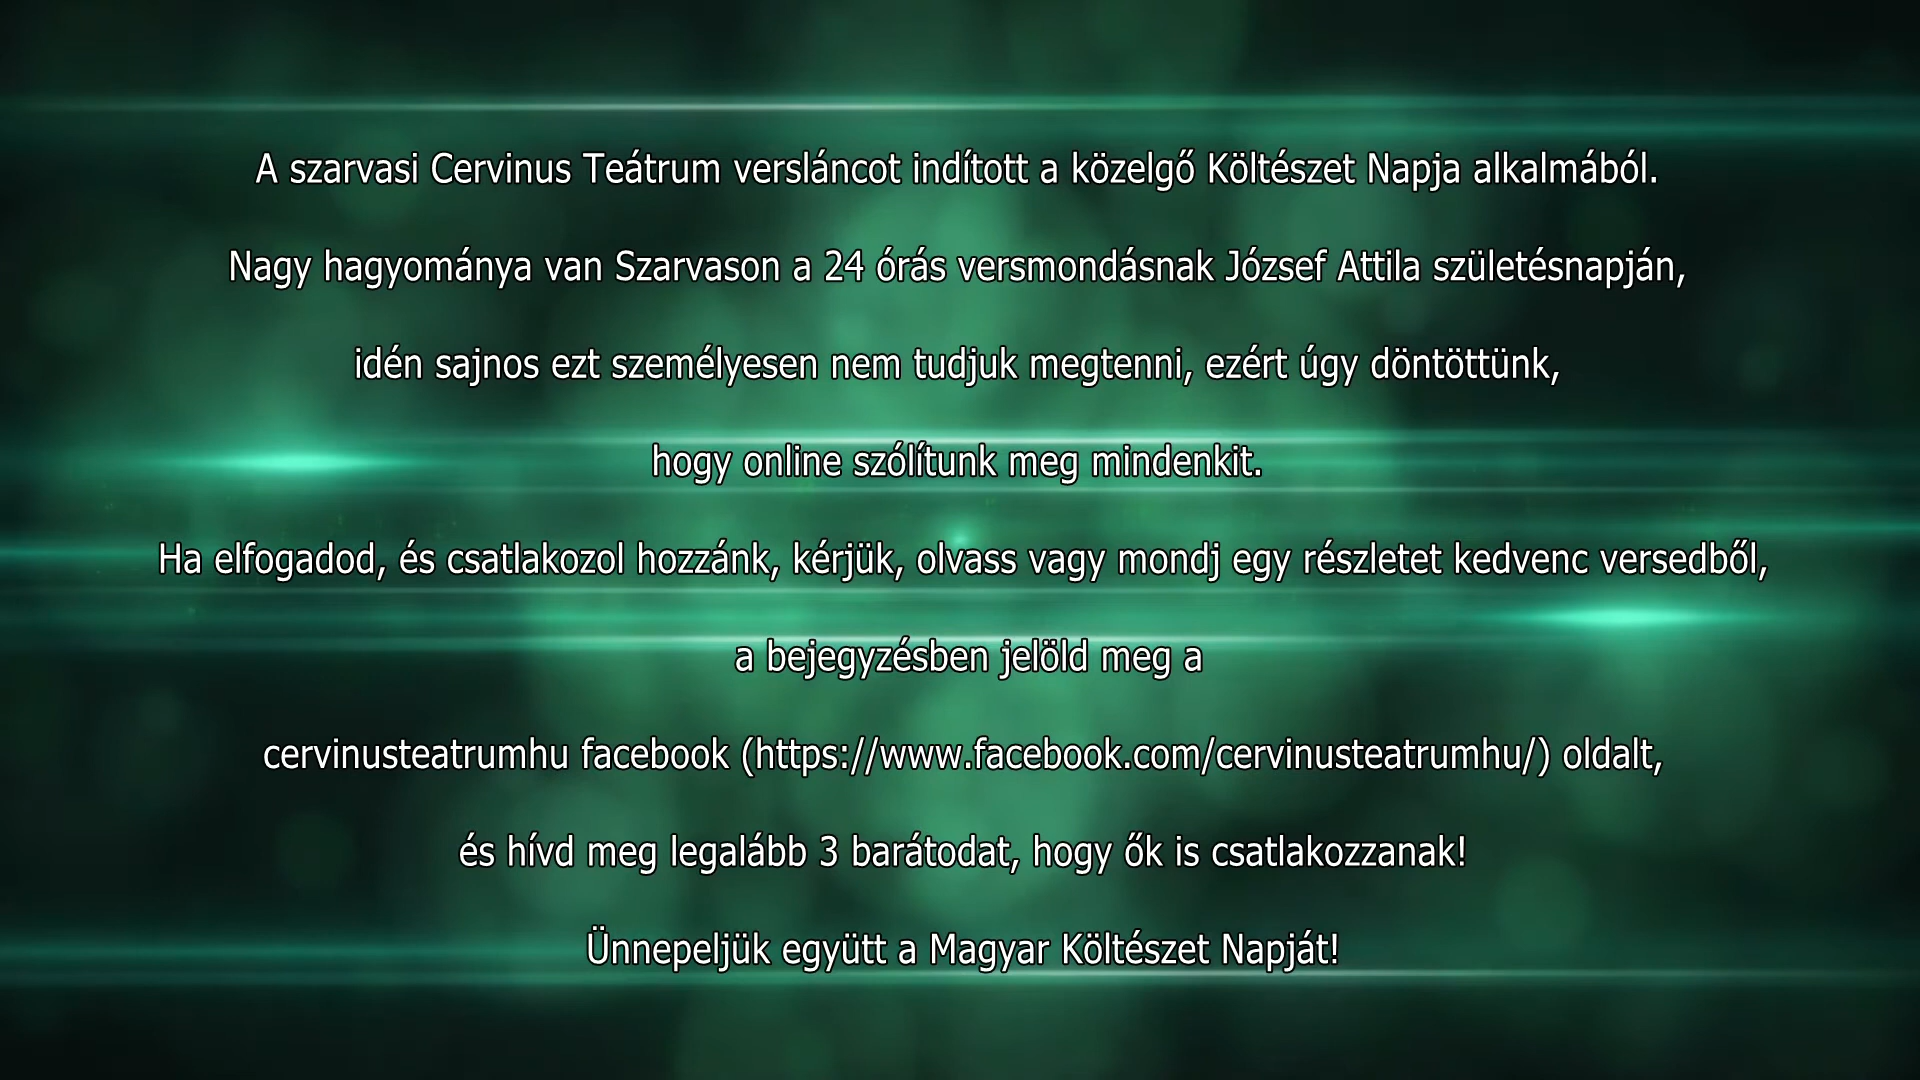 A szarvasi Cervinus Teátrum versláncot indított a közelgő Költészet Napja alkalmából.
Nagy hagyománya van Szarvason a 24 órás versmondásnak József Attila születésnapján,
idén sajnos ezt személyesen nem tudjuk megtenni, ezért úgy döntöttünk,
hogy online szólítunk meg mindenkit.
Ha elfogadod, és csatlakozol hozzánk, kérjük, olvass vagy mondj egy részletet kedvenc versedből,
a bejegyzésben jelöld meg a
cervinusteatrumhu facebook (https://www.facebook.com/cervinusteatrumhu/) oldalt,
és hívd meg legalább 3 barátodat, hogy ők is csatlakozzanak!
Ünnepeljük együtt a Magyar Költészet Napját!